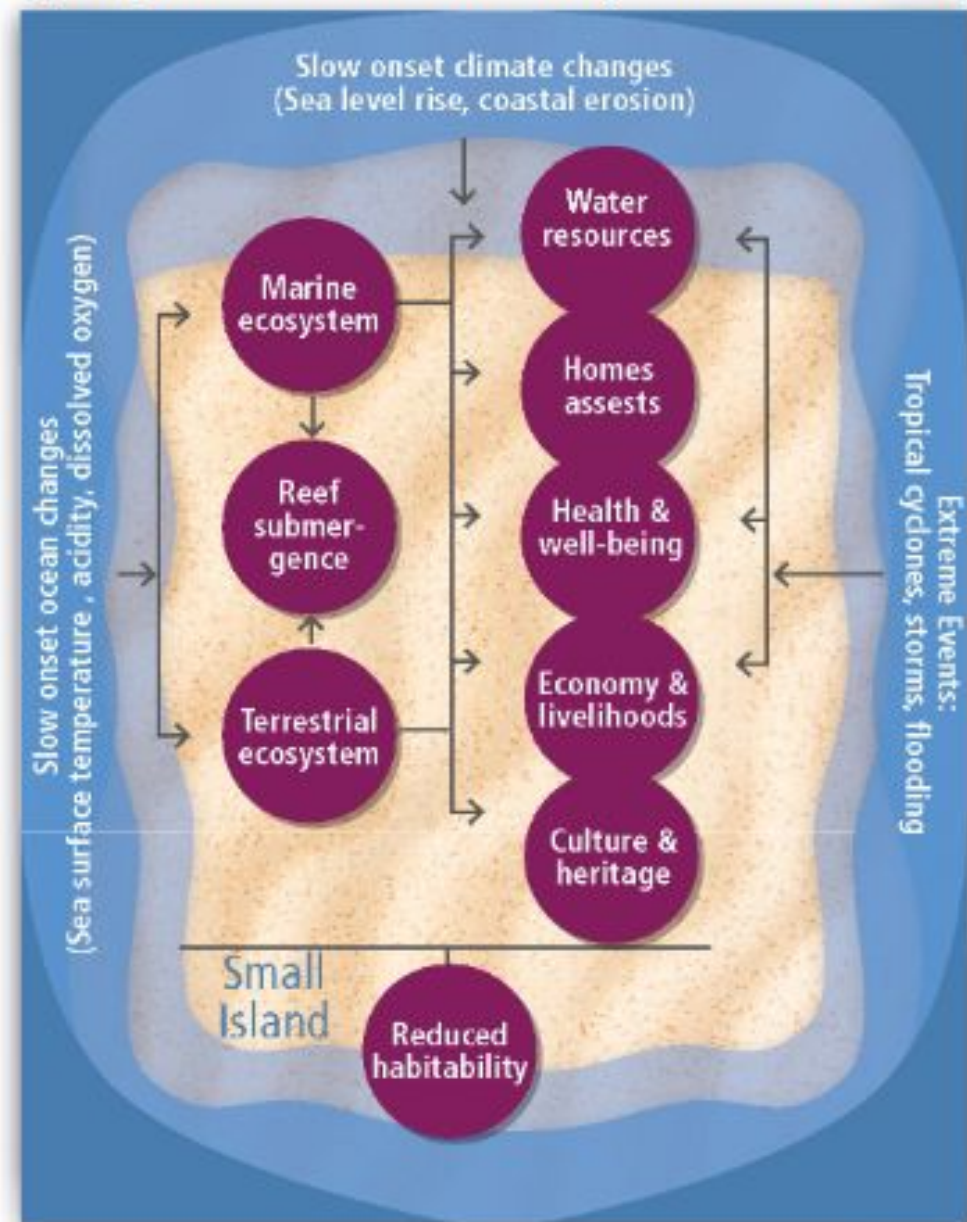 Slow onset climate changes
(Sea level rise, coastal erosion)
Slow onset ocean changes
(Sea surface temperature , acidity, dissolved oxygen)
Marine
ecosystem
Reef
submer-
gence
Terrestrial
ecosystem
Water
resources
Homes
assests
Health &
well-being
Economy &
livelihoods
Culture &
heritage
Extreme Events:
Tropical cyclones, storms, flooding
Small
Island
Reduced
habitability